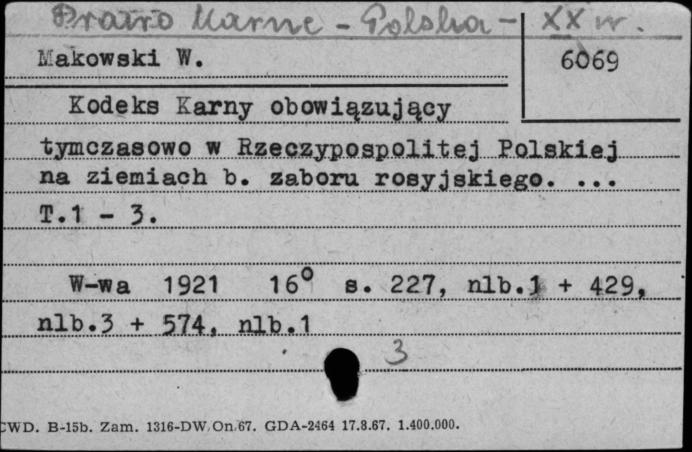 Prawo Karne - Polska - XX w.
Makowski W.
6069
Kodeks Karny obowiązujący
tymczasowo w Rzeczypospolitej Polskiej
na ziemiach b. zaboru rosyjskiego. ...
T.1 - 3.
W-wa 1921 16° s. 227, nlb.1 + 429,
nlb.3 + 574, nlb.1
3
CWD. B-15b. Zam. 1316-DW/On/67. GDA-2464 17.8.67. 1.400.000.